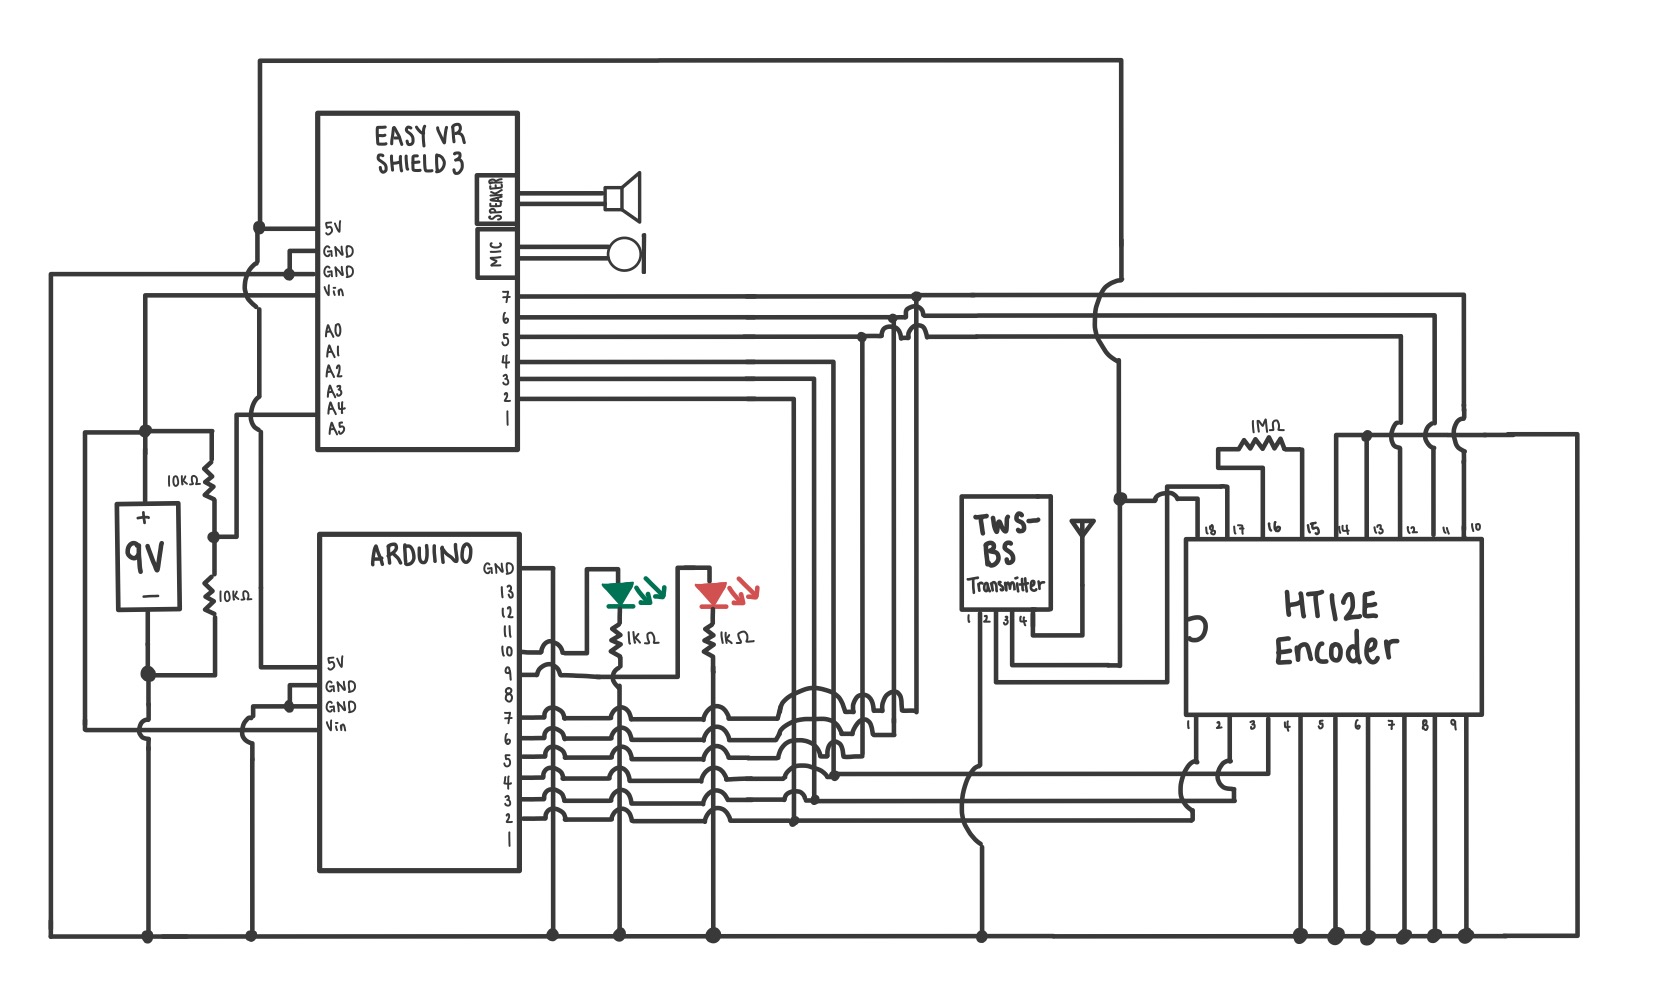 EASY VR
SHIELD 3
SPEAKER
MIC
5V
GND
GND
Vin
A0
A1
A2
A3
A4
A5
7
6
5
4
3
2
1
10KΩ
10KΩ
+
9V
−
ARDUINO
GND
13
12
11
10
9
8
7
6
5
4
3
2
1
5V
GND
GND
Vin
1kΩ
1kΩ
TWS-
BS
Transmitter
1 2 3 4
1MΩ
18 17 16 15 14 13 12 11 10
HT12E
Encoder
1 2 3 4 5 6 7 8 9